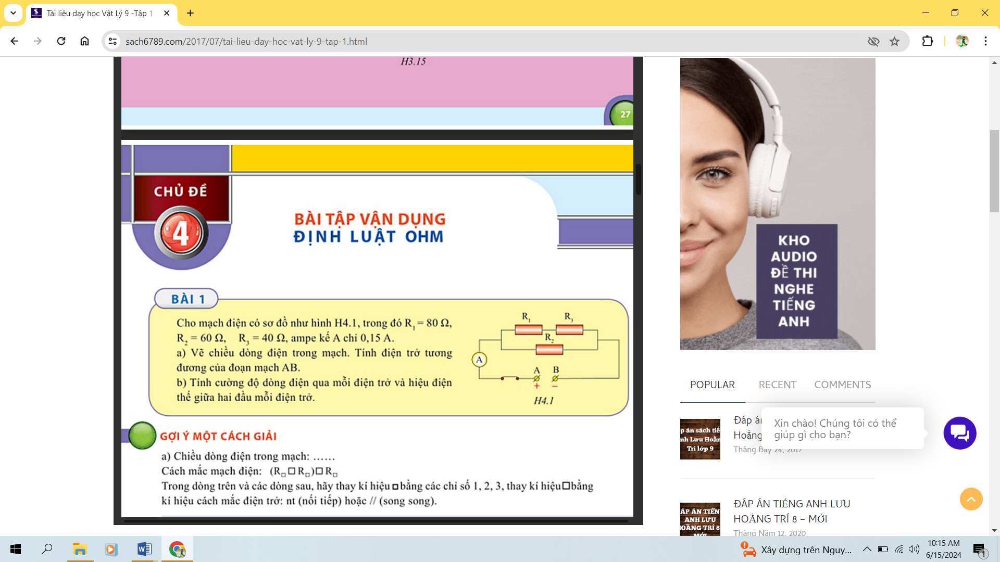 Tài liệu dạy học Vật Lý 9 -Tập 1
sach6789.com/2017/07/tai-lieu-day-hoc-vat-ly-9-tap-1.html
H3.15
27
CHỦ ĐỀ
4
BÀI TẬP VẬN DỤNG
ĐỊNH LUẬT OHM
BÀI 1
Cho mạch điện có sơ đồ như hình H4.1, trong đó R₁ = 80 Ω,
R₂ = 60 Ω, R₃ = 40 Ω, ampe kế A chỉ 0,15 A.
a) Vẽ chiều dòng điện trong mạch. Tính điện trở tương
đương của đoạn mạch AB.
b) Tính cường độ dòng điện qua mỗi điện trở và hiệu điện
thế giữa hai đầu mỗi điện trở.
R₁ R₃
R₂
A
A B
+ −
H4.1
GỢI Ý MỘT CÁCH GIẢI
a) Chiều dòng điện trong mạch: ......
Cách mắc mạch điện: (R□ □ R□) □ R□
Trong dòng trên và các dòng sau, hãy thay kí hiệu □ bằng các chỉ số 1, 2, 3, thay kí hiệu □ bằng
kí hiệu cách mắc điện trở: nt (nối tiếp) hoặc // (song song).
KHO
AUDIO
ĐỀ THI
NGHE
TIẾNG
ANH
POPULAR RECENT COMMENTS
p án sách tiế
nh Lưu Hoằn
Trí lớp 9
Đáp án
Hoằng
Tháng Bảy 24, 2017
Xin chào! Chúng tôi có thể
giúp gì cho bạn?
ÁP ÁN TIẾN
ANH LƯU
OẰNG TRÍ 8
MỚI
ĐÁP ÁN TIẾNG ANH LƯU
HOẰNG TRÍ 8 – MỚI
Tháng Năm 12, 2020
Xây dựng trên Nguy...
10:15 AM
6/15/2024
1